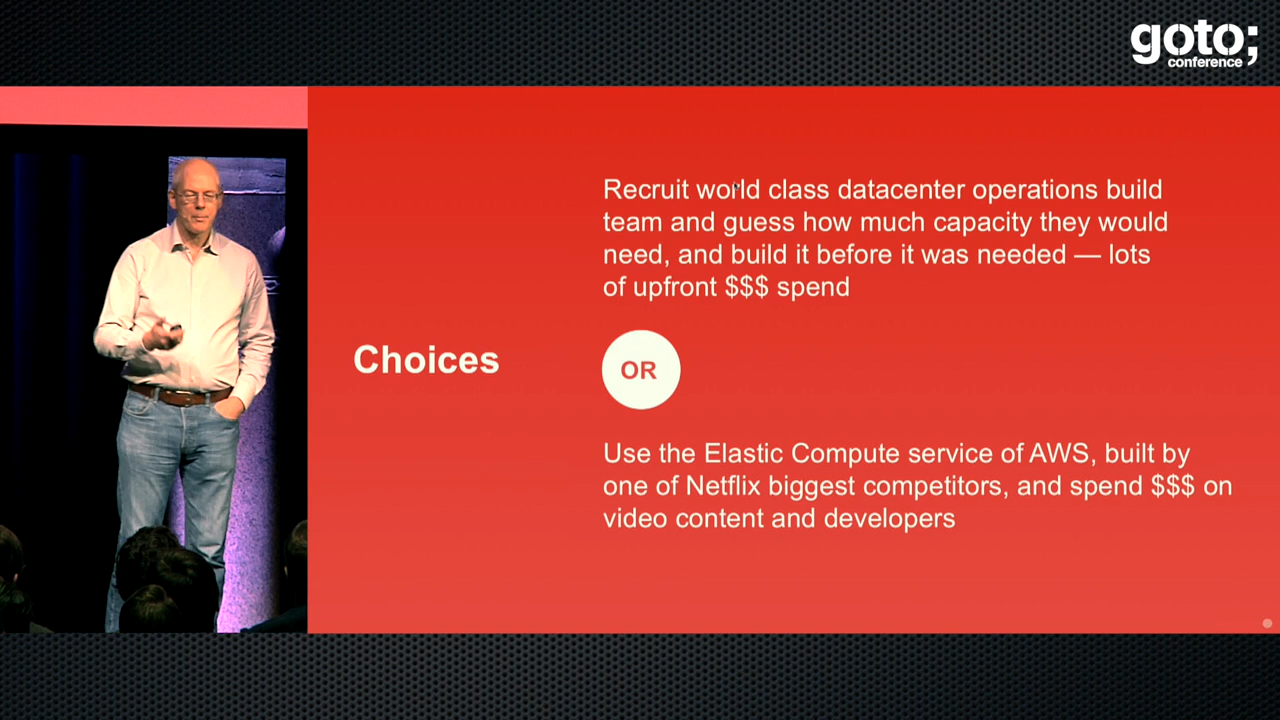 goto;
conference
Recruit world class datacenter operations build
team and guess how much capacity they would
need, and build it before it was needed — lots
of upfront $$$ spend
Choices
OR
Use the Elastic Compute service of AWS, built by
one of Netflix biggest competitors, and spend $$$ on
video content and developers